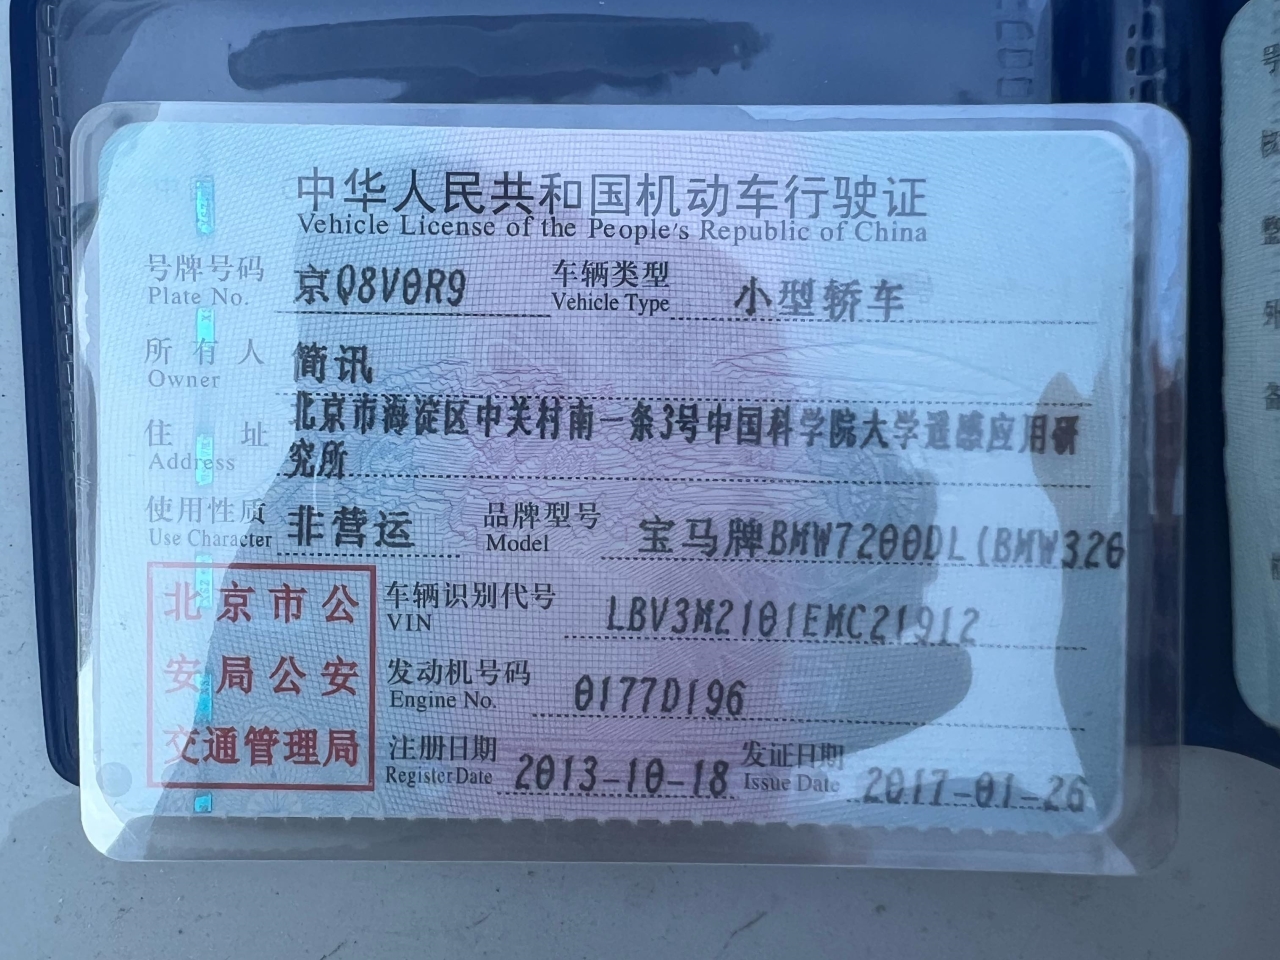 中华人民共和国机动车行驶证
Vehicle License of the People's Republic of China
号牌号码 京Q8V0R9 车辆类型 小型轿车
Plate No. Vehicle Type
所有人 简讯
Owner
住址 北京市海淀区中关村南一条3号中国科学院大学遥感应用研
Address 究所
使用性质 非营运 品牌型号 宝马牌BMW7200DL(BMW320
Use Character Model
北京市公
安局公安
交通管理局
车辆识别代号 LBV3M2101EMC21912
VIN
发动机号码 0177D196
Engine No.
注册日期 2013-10-18 发证日期 2017-01-26
Register Date Issue Date